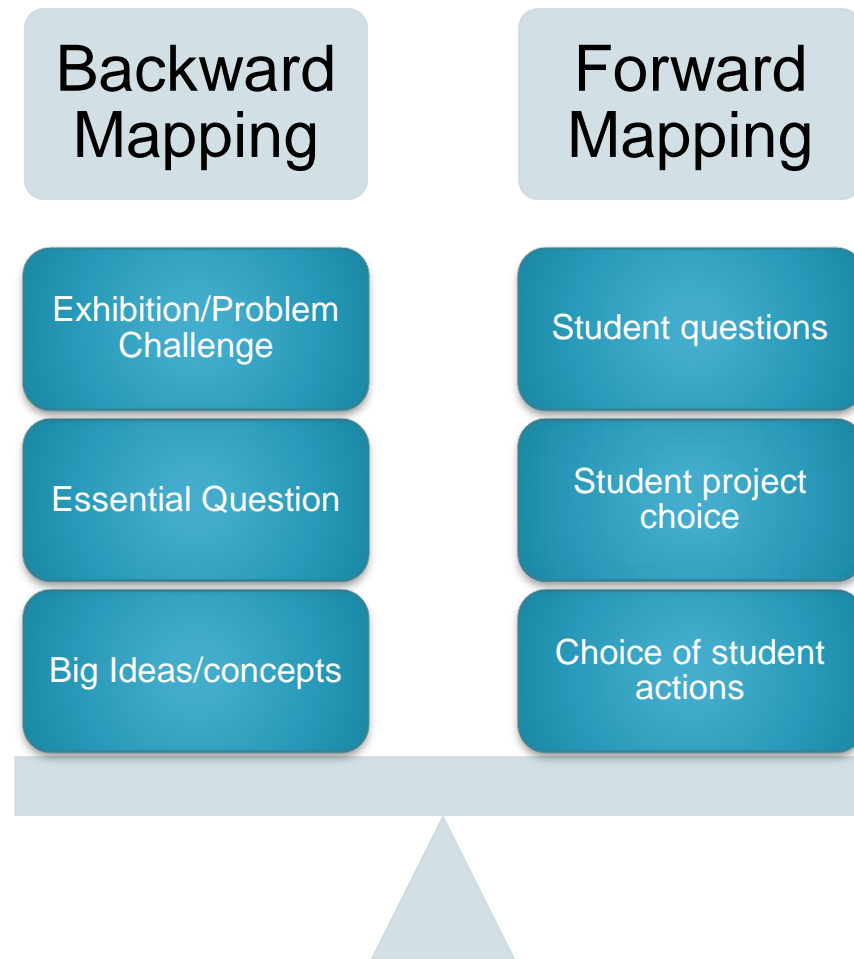 Backward
Mapping
Forward
Mapping
Exhibition/Problem
Challenge
Essential Question
Big Ideas/concepts
Student questions
Student project
choice
Choice of student
actions